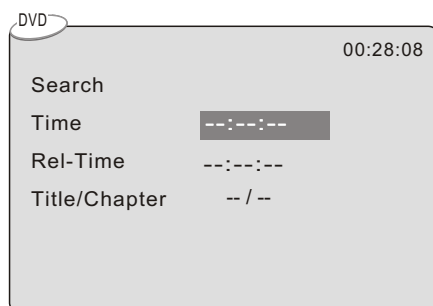 DVD
00:28:08
Search
Time --:--:--
Rel-Time --:--:--
Title/Chapter -- / --